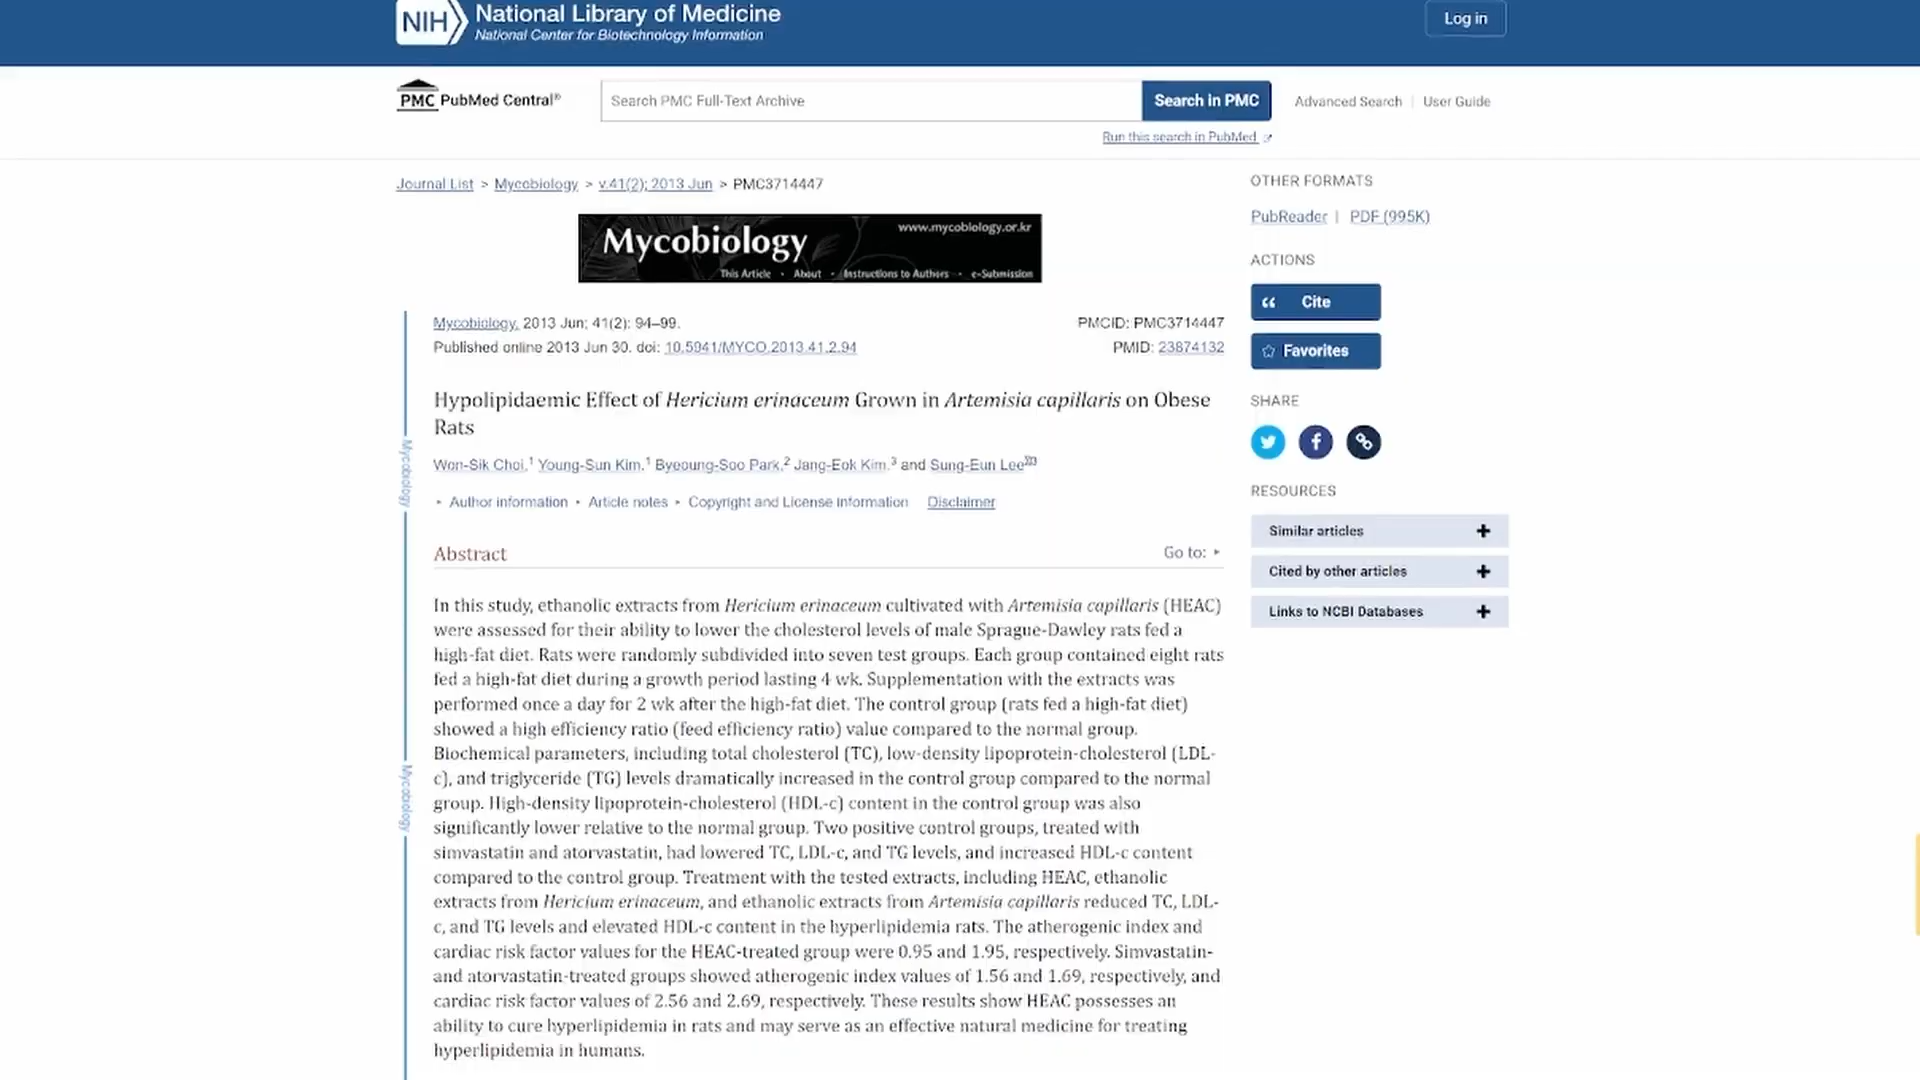 NIH National Library of Medicine
National Center for Biotechnology Information
Log in
PMC PubMed Central®
Search PMC Full-Text Archive
Search in PMC
Advanced Search | User Guide
Run this search in PubMed
Journal List > Mycobiology > v.41(2); 2013 Jun > PMC3714447
Mycobiology
www.mycobiology.or.kr
This Article • About • Instructions to Authors • e-Submission
Mycobiology. 2013 Jun; 41(2): 94–99.
PMCID: PMC3714447
Published online 2013 Jun 30. doi: 10.5941/MYCO.2013.41.2.94
PMID: 23874132
Hypolipidaemic Effect of Hericium erinaceum Grown in Artemisia capillaris on Obese
Rats
Won-Sik Choi,1 Young-Sun Kim,1 Byeoung-Soo Park,2 Jang-Eok Kim,3 and Sung-Eun Lee
Author information Article notes Copyright and License information Disclaimer
Abstract
Go to:
In this study, ethanolic extracts from Hericium erinaceum cultivated with Artemisia capillaris (HEAC)
were assessed for their ability to lower the cholesterol levels of male Sprague-Dawley rats fed a
high-fat diet. Rats were randomly subdivided into seven test groups. Each group contained eight rats
fed a high-fat diet during a growth period lasting 4 wk. Supplementation with the extracts was
performed once a day for 2 wk after the high-fat diet. The control group (rats fed a high-fat diet)
showed a high efficiency ratio (feed efficiency ratio) value compared to the normal group.
Biochemical parameters, including total cholesterol (TC), low-density lipoprotein-cholesterol (LDL-
c), and triglyceride (TG) levels dramatically increased in the control group compared to the normal
group. High-density lipoprotein-cholesterol (HDL-c) content in the control group was also
significantly lower relative to the normal group. Two positive control groups, treated with
simvastatin and atorvastatin, had lowered TC, LDL-c, and TG levels, and increased HDL-c content
compared to the control group. Treatment with the tested extracts, including HEAC, ethanolic
extracts from Hericium erinaceum, and ethanolic extracts from Artemisia capillaris reduced TC, LDL-
c, and TG levels and elevated HDL-c content in the hyperlipidemia rats. The atherogenic index and
cardiac risk factor values for the HEAC-treated group were 0.95 and 1.95, respectively. Simvastatin-
and atorvastatin-treated groups showed atherogenic index values of 1.56 and 1.69, respectively, and
cardiac risk factor values of 2.56 and 2.69, respectively. These results show HEAC possesses an
ability to cure hyperlipidemia in rats and may serve as an effective natural medicine for treating
hyperlipidemia in humans.
Mycobiology
Mycobiology
OTHER FORMATS
PubReader | PDF (995K)
ACTIONS
Cite
Favorites
SHARE
RESOURCES
Similar articles
Cited by other articles
Links to NCBI Databases